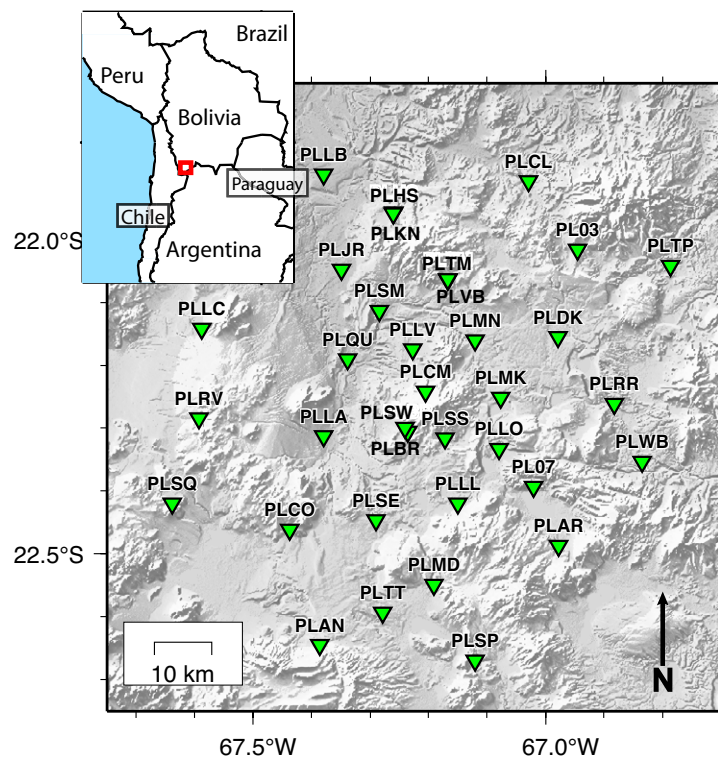 Brazil
Peru
Bolivia
Paraguay
Chile
Argentina
PLLB
PLCL
PLHS
PLKN
PL03
22.0°S
PLJR
PLTM
PLTP
PLSM
PLVB
PLLC
PLLV
PLMN
PLDK
PLQU
PLCM
PLMK
PLRR
PLRV
PLLA
PLSW
PLSS
PLLO
PLBR
PLWB
PL07
PLSQ
PLCO
PLSE
PLLL
PLAR
22.5°S
PLMD
PLTT
PLAN
PLSP
10 km
N
67.5°W
67.0°W